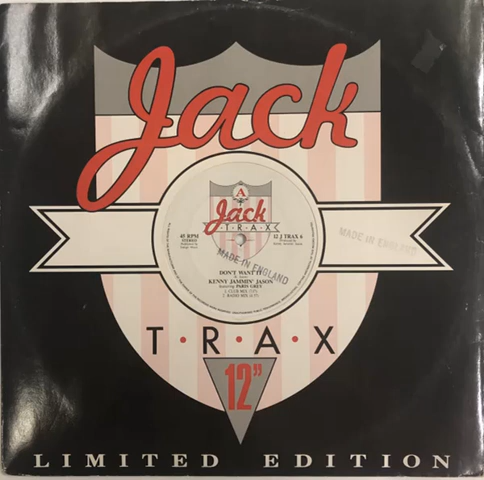 Jack
A
Jack
T·R·A·X
45 RPM
STEREO
12 J TRAX 6
MADE IN ENGLAND
DON'T WANT IT
KENNY JAMMIN' JASON
featuring PARIS GREY
1. CLUB MIX
2. RADIO MIX
MADE IN ENGLAND
T·R·A·X
12"
LIMITED EDITION